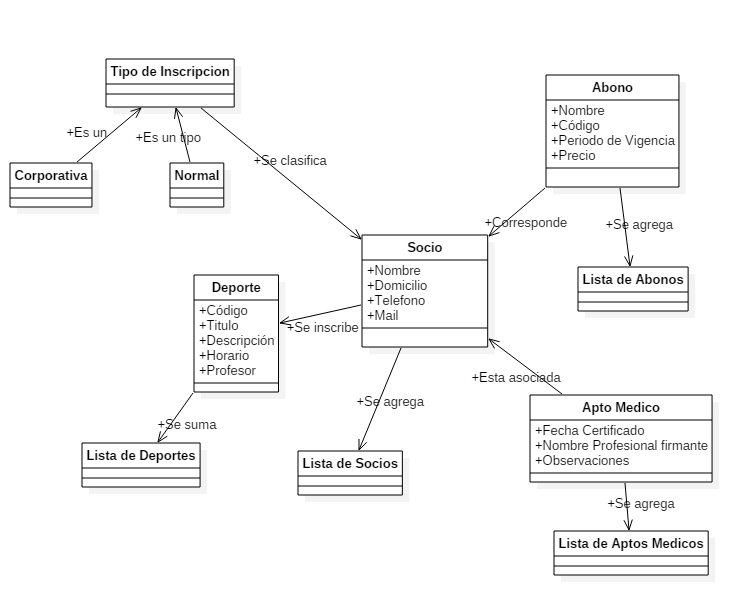 Tipo de Inscripcion
Abono
+Nombre
+Código
+Periodo de Vigencia
+Precio
+Es un
+Es un tipo
+Se clasifica
Corporativa
Normal
+Corresponde
+Se agrega
Socio
+Nombre
+Domicilio
+Telefono
+Mail
Lista de Abonos
Deporte
+Código
+Titulo
+Descripción
+Horario
+Profesor
+Se inscribe
+Esta asociada
+Se agrega
Apto Medico
+Fecha Certificado
+Nombre Profesional firmante
+Observaciones
+Se suma
Lista de Deportes
Lista de Socios
+Se agrega
Lista de Aptos Medicos